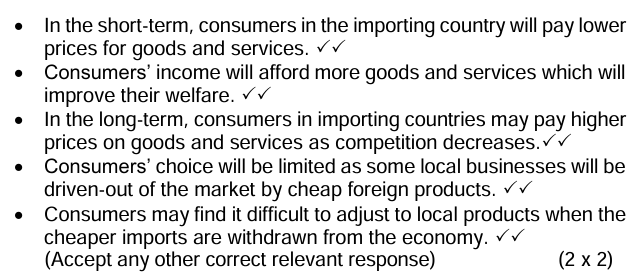 • In the short-term, consumers in the importing country will pay lower
prices for goods and services. ✓✓
• Consumers' income will afford more goods and services which will
improve their welfare. ✓✓
• In the long-term, consumers in importing countries may pay higher
prices on goods and services as competition decreases.✓✓
• Consumers' choice will be limited as some local businesses will be
driven-out of the market by cheap foreign products. ✓✓
• Consumers may find it difficult to adjust to local products when the
cheaper imports are withdrawn from the economy. ✓✓
(Accept any other correct relevant response) (2 x 2)